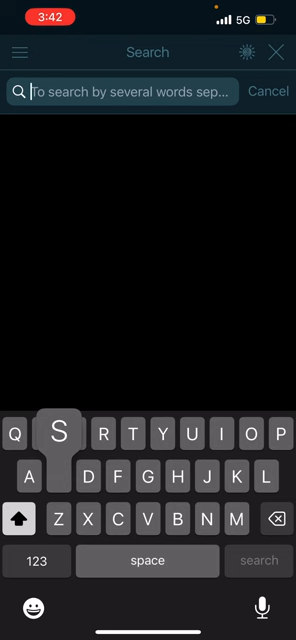 3:42
5G
Search
To search by several words sep...
Cancel
S
Q R T Y U I O P
A D F G H J K L
Z X C V B N M
123 space search